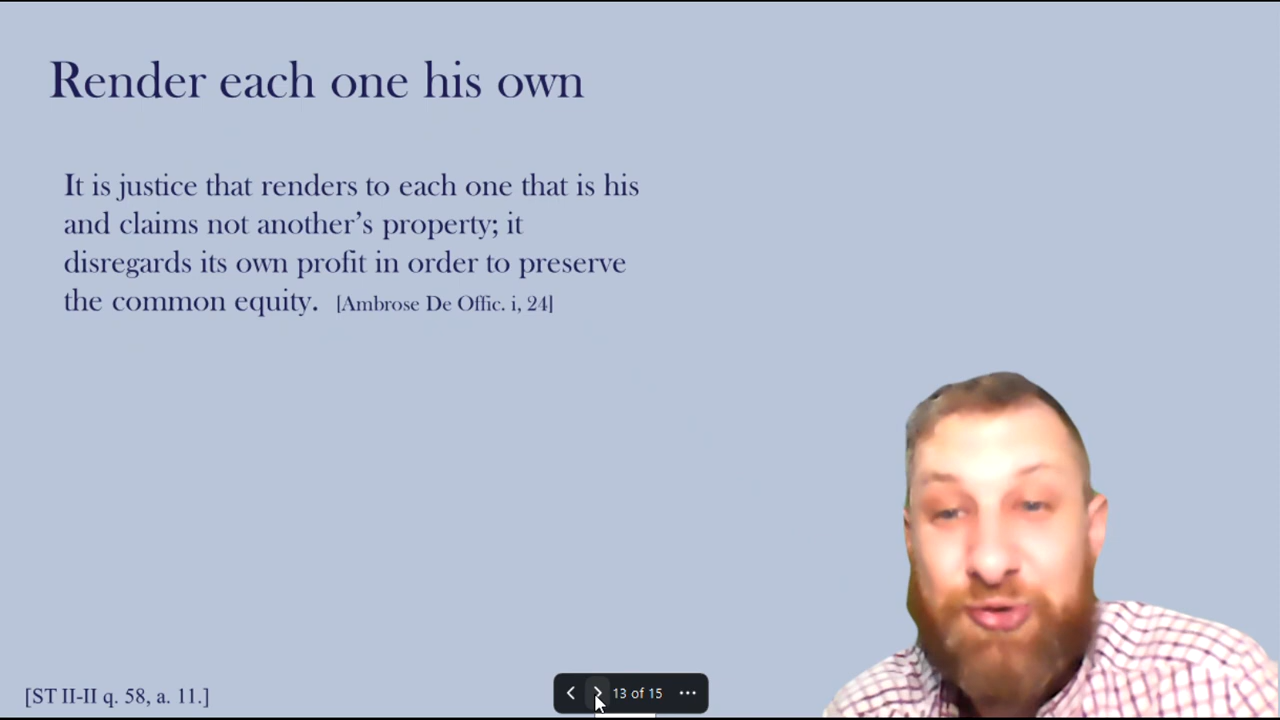 Render each one his own
It is justice that renders to each one that is his
and claims not another's property; it
disregards its own profit in order to preserve
the common equity. [Ambrose De Offic. i, 24]
[ST II-II q. 58, a. 11.]
13 of 15